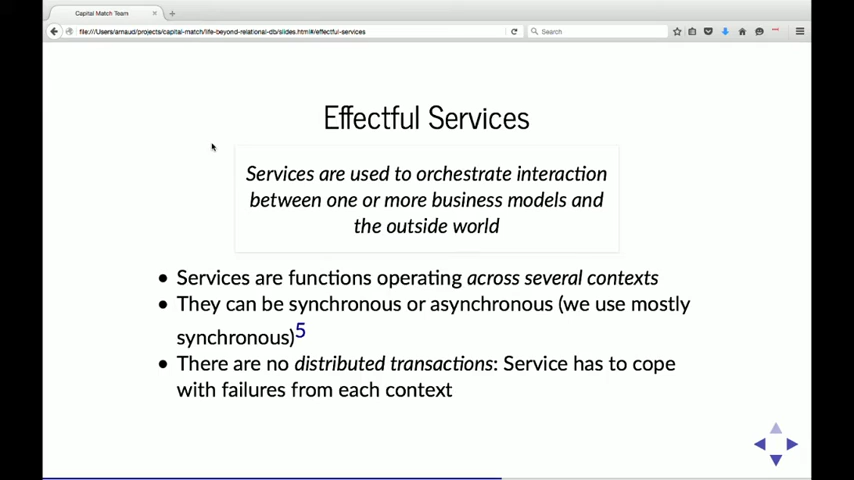 Capital Match Team
file:///Users/arnaud/projects/capital-match/life-beyond-relational-db/slides.html#/effectful-services
Search
Effectful Services
Services are used to orchestrate interaction
between one or more business models and
the outside world
Services are functions operating across several contexts
They can be synchronous or asynchronous (we use mostly
synchronous)5
There are no distributed transactions: Service has to cope
with failures from each context